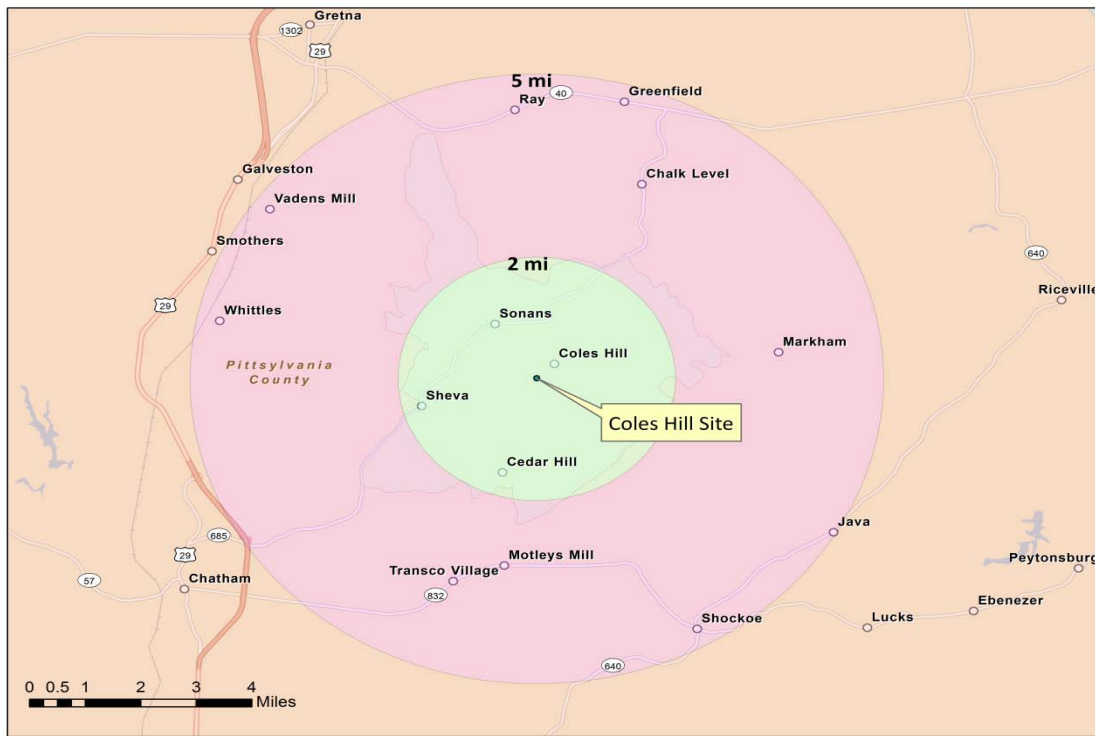 Gretna
1302
29
5 mi
Ray
40
Greenfield
Galveston
Chalk Level
Vadens Mill
Smothers
2 mi
640
29
Riceville
Whittles
Sonans
Markham
Coles Hill
Pittsylvania
County
Sheva
Coles Hill Site
Cedar Hill
Java
685
Motleys Mill
29
Transco Village
Peytonsburg
57
Chatham
832
Ebenezer
Shockoe
Lucks
640
0 0.5 1 2 3 4
Miles